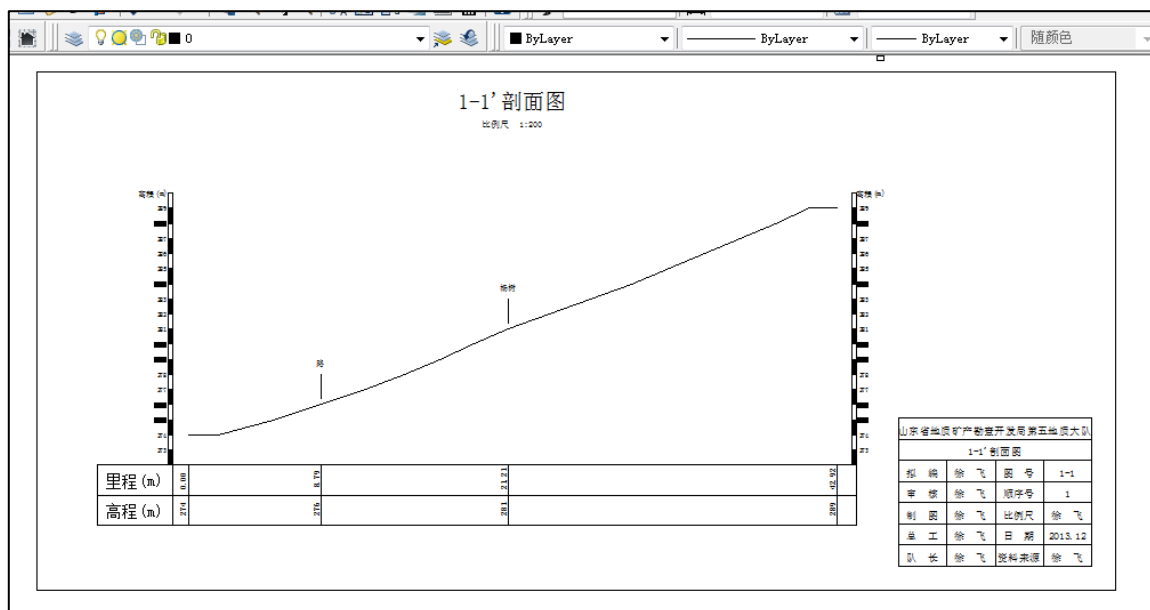 0
ByLayer
ByLayer
ByLayer
随颜色
1-1'剖面图
比例尺 1:200
高程(m)
高程(m)
杨树
路
里程(m) 0.00 8.79 21.21 42.92
高程(m) 274 276 281 289
山东省地质矿产勘查开发局第五地质大队
1-1'剖面图
拟 编 徐 飞 图 号 1-1
审 核 徐 飞 顺序号 1
制 图 徐 飞 比例尺 徐 飞
总 工 徐 飞 日 期 2013.12
队 长 徐 飞 资料来源 徐 飞